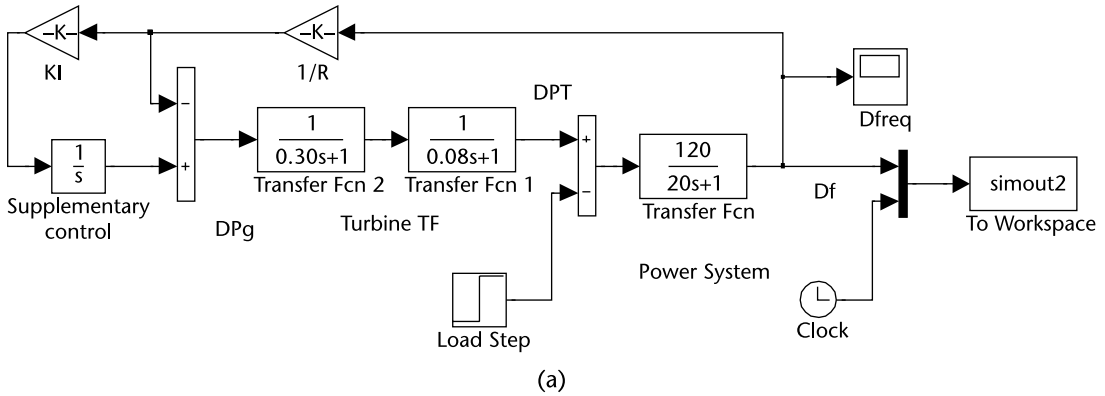 -K-
-K-
KI
1/R
DPT
Dfreq
−
+
1
s
1
0.30s+1
1
0.08s+1
+
−
120
20s+1
simout2
Transfer Fcn 2
Transfer Fcn 1
Transfer Fcn
Df
To Workspace
Supplementary
control
DPg
Turbine TF
Power System
Load Step
Clock
(a)